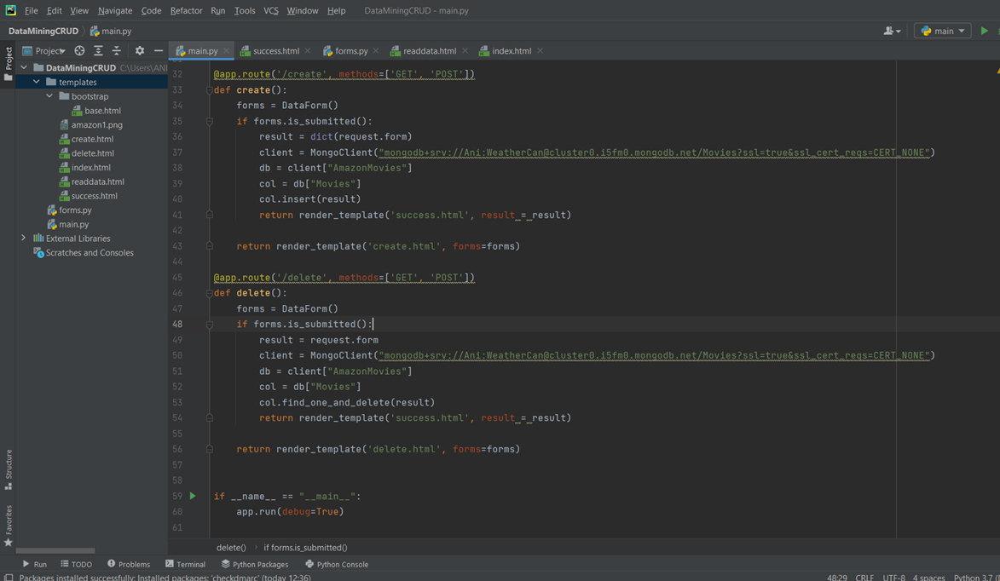 File Edit View Navigate Code Refactor Run Tools VCS Window Help DataMiningCRUD - main.py
DataMiningCRUD main.py main
Project
Project
main.py success.html forms.py readdata.html index.html
DataMiningCRUD C:\Users\ANI
templates
bootstrap
base.html
amazon1.png
create.html
delete.html
index.html
readdata.html
success.html
forms.py
main.py
External Libraries
Scratches and Consoles
31
32 @app.route('/create', methods=['GET', 'POST'])
33 def create():
34 forms = DataForm()
35 if forms.is_submitted():
36 result = dict(request.form)
37 client = MongoClient("mongodb+srv://Ani:WeatherCan@cluster0.i5fm0.mongodb.net/Movies?ssl=true&ssl_cert_reqs=CERT_NONE")
38 db = client["AmazonMovies"]
39 col = db["Movies"]
40 col.insert(result)
41 return render_template('success.html', result = result)
42
43 return render_template('create.html', forms=forms)
44
45 @app.route('/delete', methods=['GET', 'POST'])
46 def delete():
47 forms = DataForm()
48 if forms.is_submitted():
49 result = request.form
50 client = MongoClient("mongodb+srv://Ani:WeatherCan@cluster0.i5fm0.mongodb.net/Movies?ssl=true&ssl_cert_reqs=CERT_NONE")
51 db = client["AmazonMovies"]
52 col = db["Movies"]
53 col.find_one_and_delete(result)
54 return render_template('success.html', result = result)
55
56 return render_template('delete.html', forms=forms)
57
58
59 if __name__ == "__main__":
60 app.run(debug=True)
61
Structure
Favorites
delete() if forms.is_submitted()
Run TODO Problems Terminal Python Packages Python Console
Packages installed successfully: Installed packages: 'checkdmarc' (today 12:36) 48:29 CRLF UTF-8 4 spaces Python 3.7